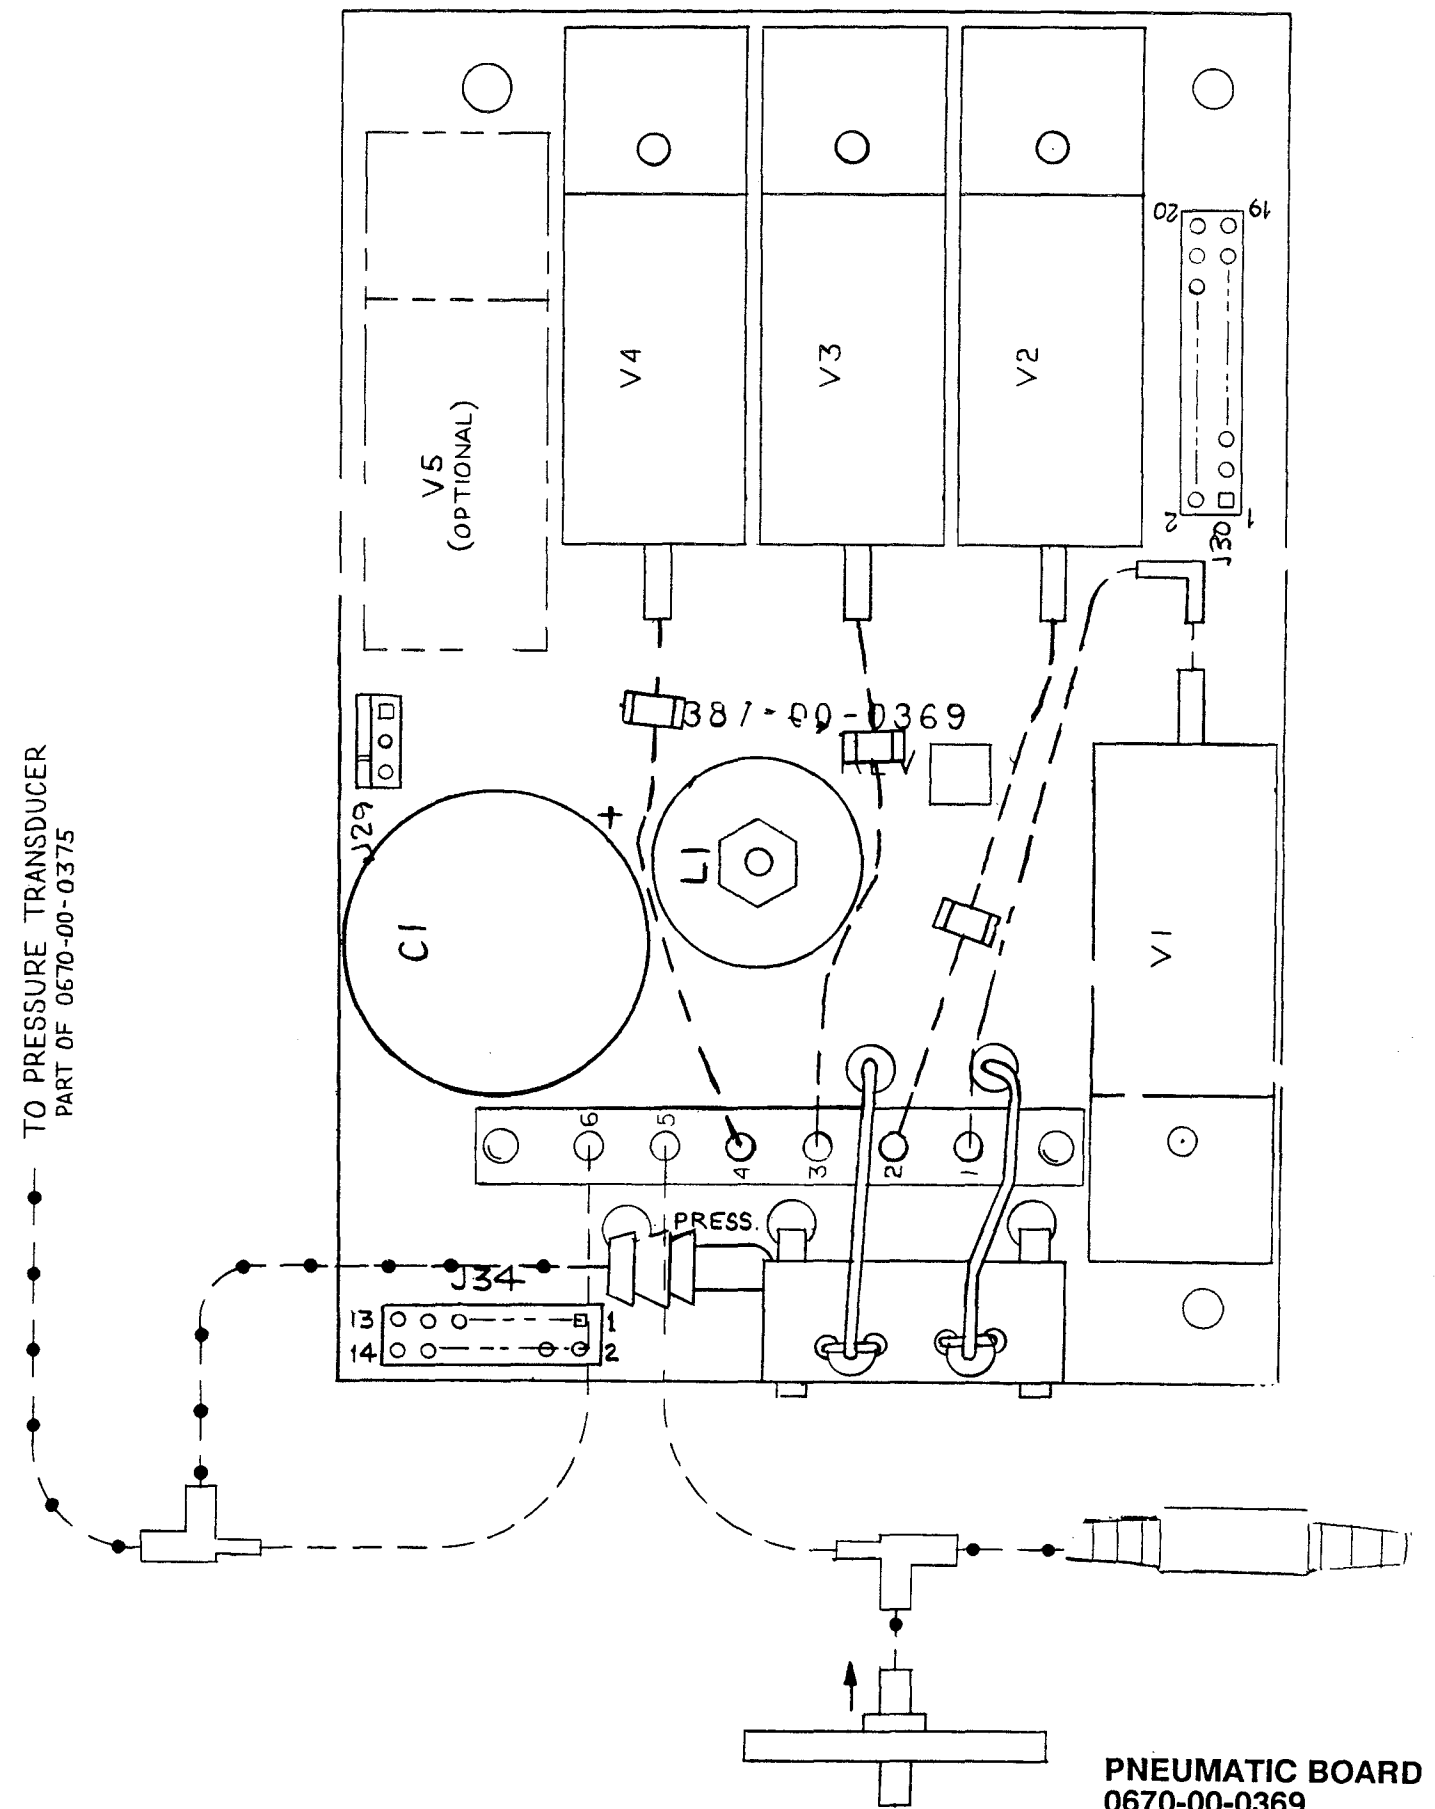 20
19
V4
V3
V2
V5
(OPTIONAL)
2
1
J30
387-00-0369
J29
+
L1
C1
V1
TO PRESSURE TRANSDUCER
PART OF 0670-00-0375
6
5
4
3
2
1
PRESS.
J34
13
1
14
2
PNEUMATIC BOARD
0670-00-0369